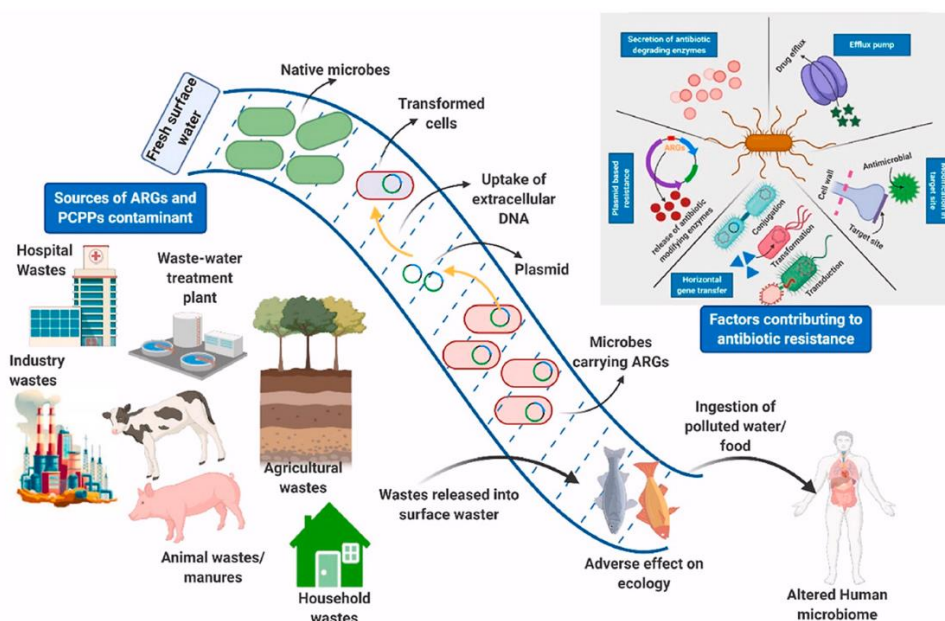 Fresh surface
water
Native microbes
Transformed
cells
Uptake of
extracellular
DNA
Plasmid
Microbes
carrying ARGs
Sources of ARGs and
PCPPs contaminant
Hospital
Wastes
Waste-water
treatment
plant
Industry
wastes
Agricultural
wastes
Animal wastes/
manures
Household
wastes
Wastes released into
surface waster
Adverse effect on
ecology
Ingestion of
polluted water/
food
Altered Human
microbiome
Secretion of antibiotic
degrading enzymes
Efflux pump
Drug efflux
Plasmid based
resistance
ARGs
release of antibiotic
modifying enzymes
Conjugation
Transformation
Transduction
Horizontal
gene transfer
Cell wall
Antimicrobial
Target site
target site
Factors contributing to
antibiotic resistance